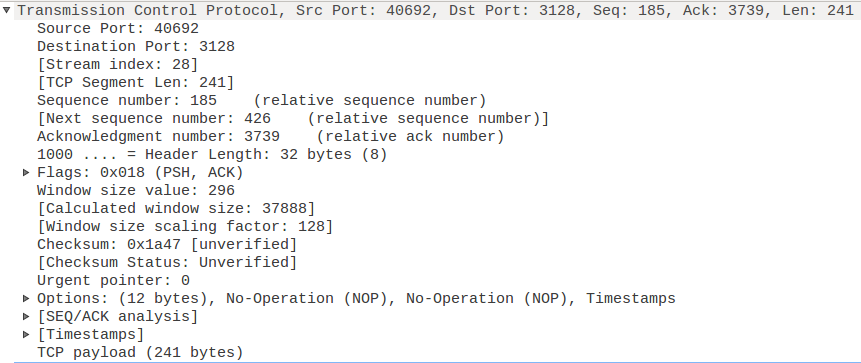 Transmission Control Protocol, Src Port: 40692, Dst Port: 3128, Seq: 185, Ack: 3739, Len: 241
Source Port: 40692
Destination Port: 3128
[Stream index: 28]
[TCP Segment Len: 241]
Sequence number: 185    (relative sequence number)
[Next sequence number: 426    (relative sequence number)]
Acknowledgment number: 3739    (relative ack number)
1000 .... = Header Length: 32 bytes (8)
Flags: 0x018 (PSH, ACK)
Window size value: 296
[Calculated window size: 37888]
[Window size scaling factor: 128]
Checksum: 0x1a47 [unverified]
[Checksum Status: Unverified]
Urgent pointer: 0
Options: (12 bytes), No-Operation (NOP), No-Operation (NOP), Timestamps
[SEQ/ACK analysis]
[Timestamps]
TCP payload (241 bytes)